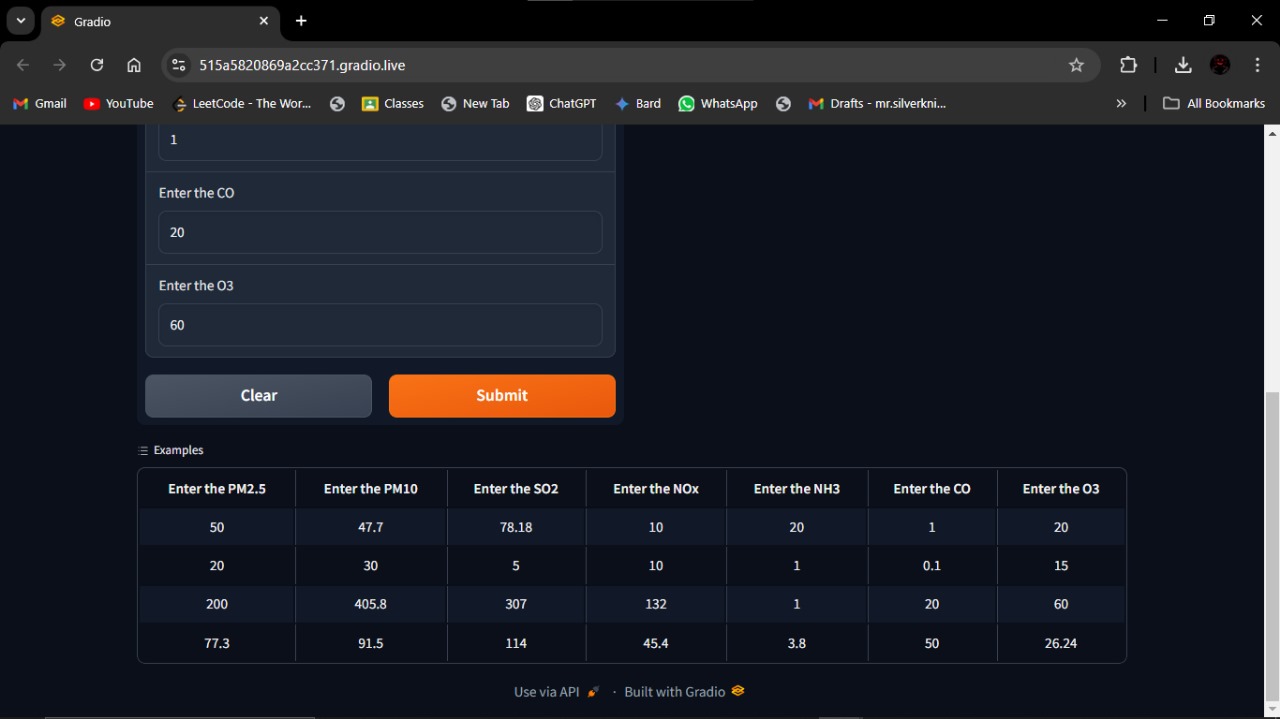 Gradio
515a5820869a2cc371.gradio.live
Gmail YouTube LeetCode - The Wor... Classes New Tab ChatGPT Bard WhatsApp Drafts - mr.silverkni... » All Bookmarks
1
Enter the CO
20
Enter the O3
60
Clear Submit
Examples
Enter the PM2.5 Enter the PM10 Enter the SO2 Enter the NOx Enter the NH3 Enter the CO Enter the O3
50 47.7 78.18 10 20 1 20
20 30 5 10 1 0.1 15
200 405.8 307 132 1 20 60
77.3 91.5 114 45.4 3.8 50 26.24
Use via API · Built with Gradio